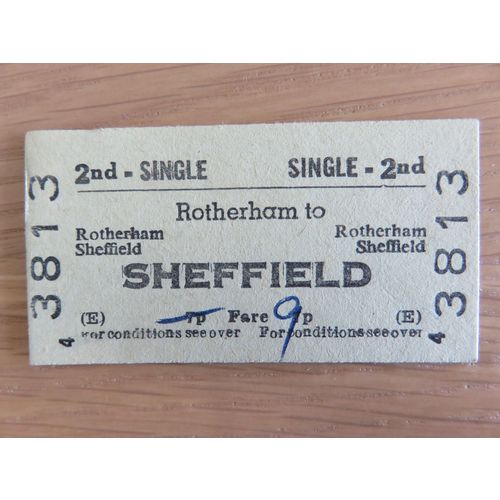 2nd - SINGLE SINGLE - 2nd
Rotherham to
Rotherham Rotherham
Sheffield Sheffield
SHEFFIELD
(E) 7p Fare 9p (E)
For conditions see over For conditions see over
3813
4
3813
4